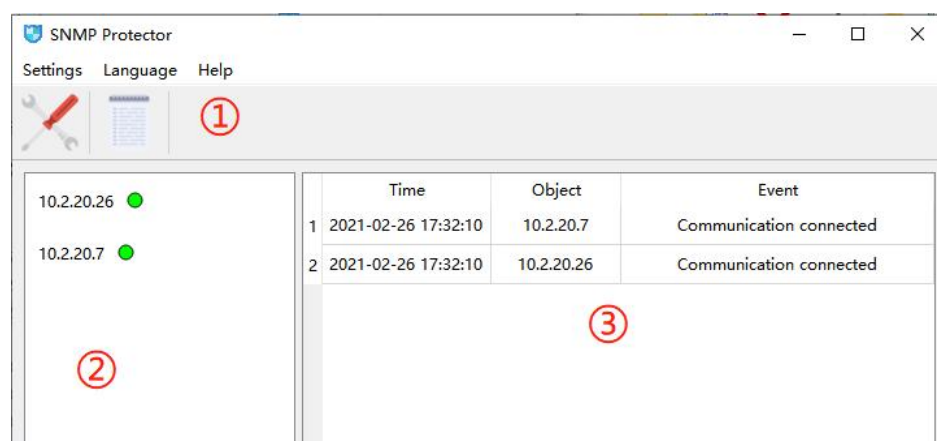 SNMP Protector
Settings Language Help
①
10.2.20.26
10.2.20.7
②
Time Object Event
1 2021-02-26 17:32:10 10.2.20.7 Communication connected
2 2021-02-26 17:32:10 10.2.20.26 Communication connected
③